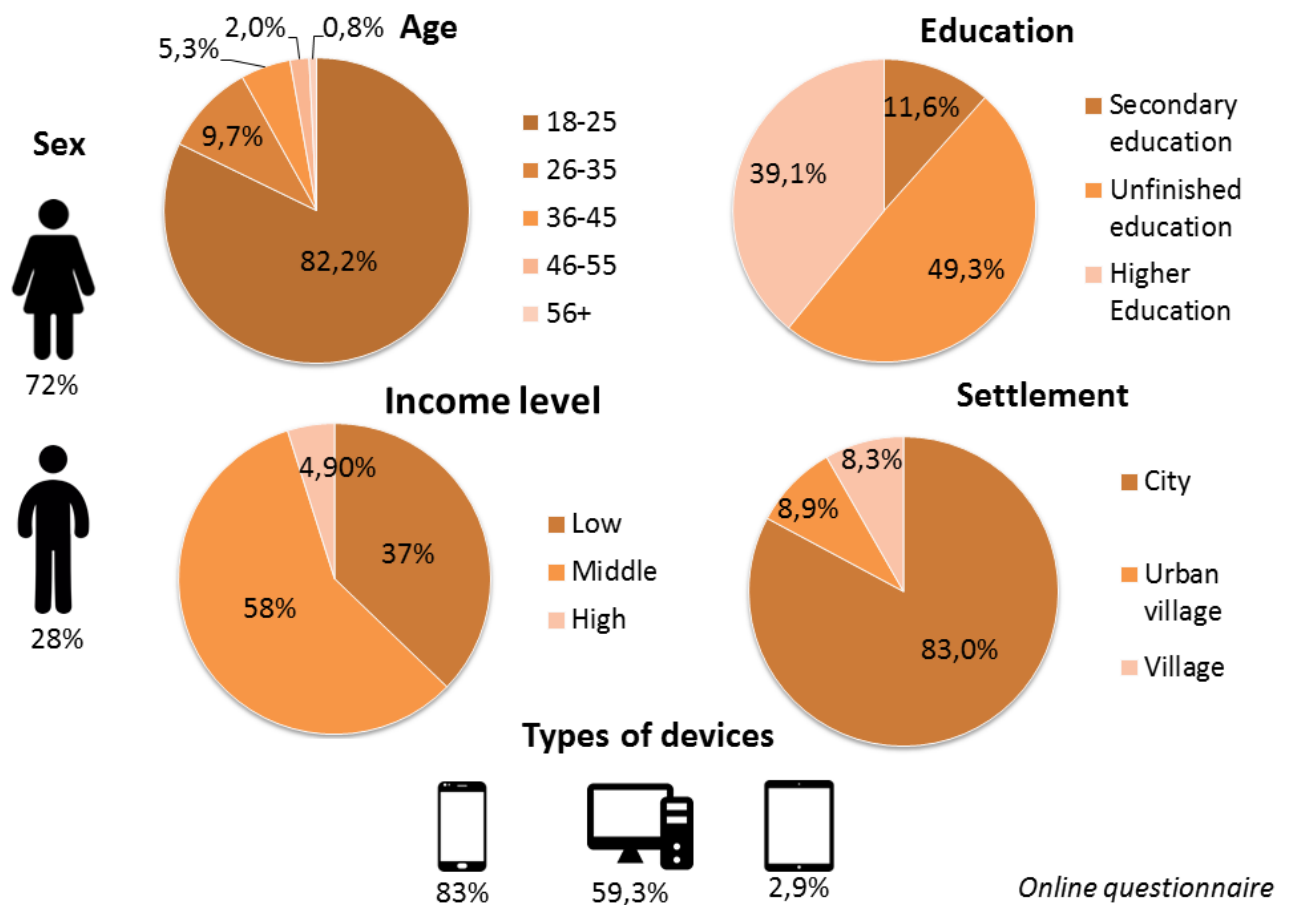 Sex
72%
28%
Age
5,3%
2,0%
0,8%
9,7%
82,2%
18-25
26-35
36-45
46-55
56+
Education
11,6%
39,1%
49,3%
Secondary
education
Unfinished
education
Higher
Education
Income level
4,90%
37%
58%
Low
Middle
High
Settlement
8,3%
8,9%
83,0%
City
Urban
village
Village
Types of devices
83%
59,3%
2,9%
Online questionnaire